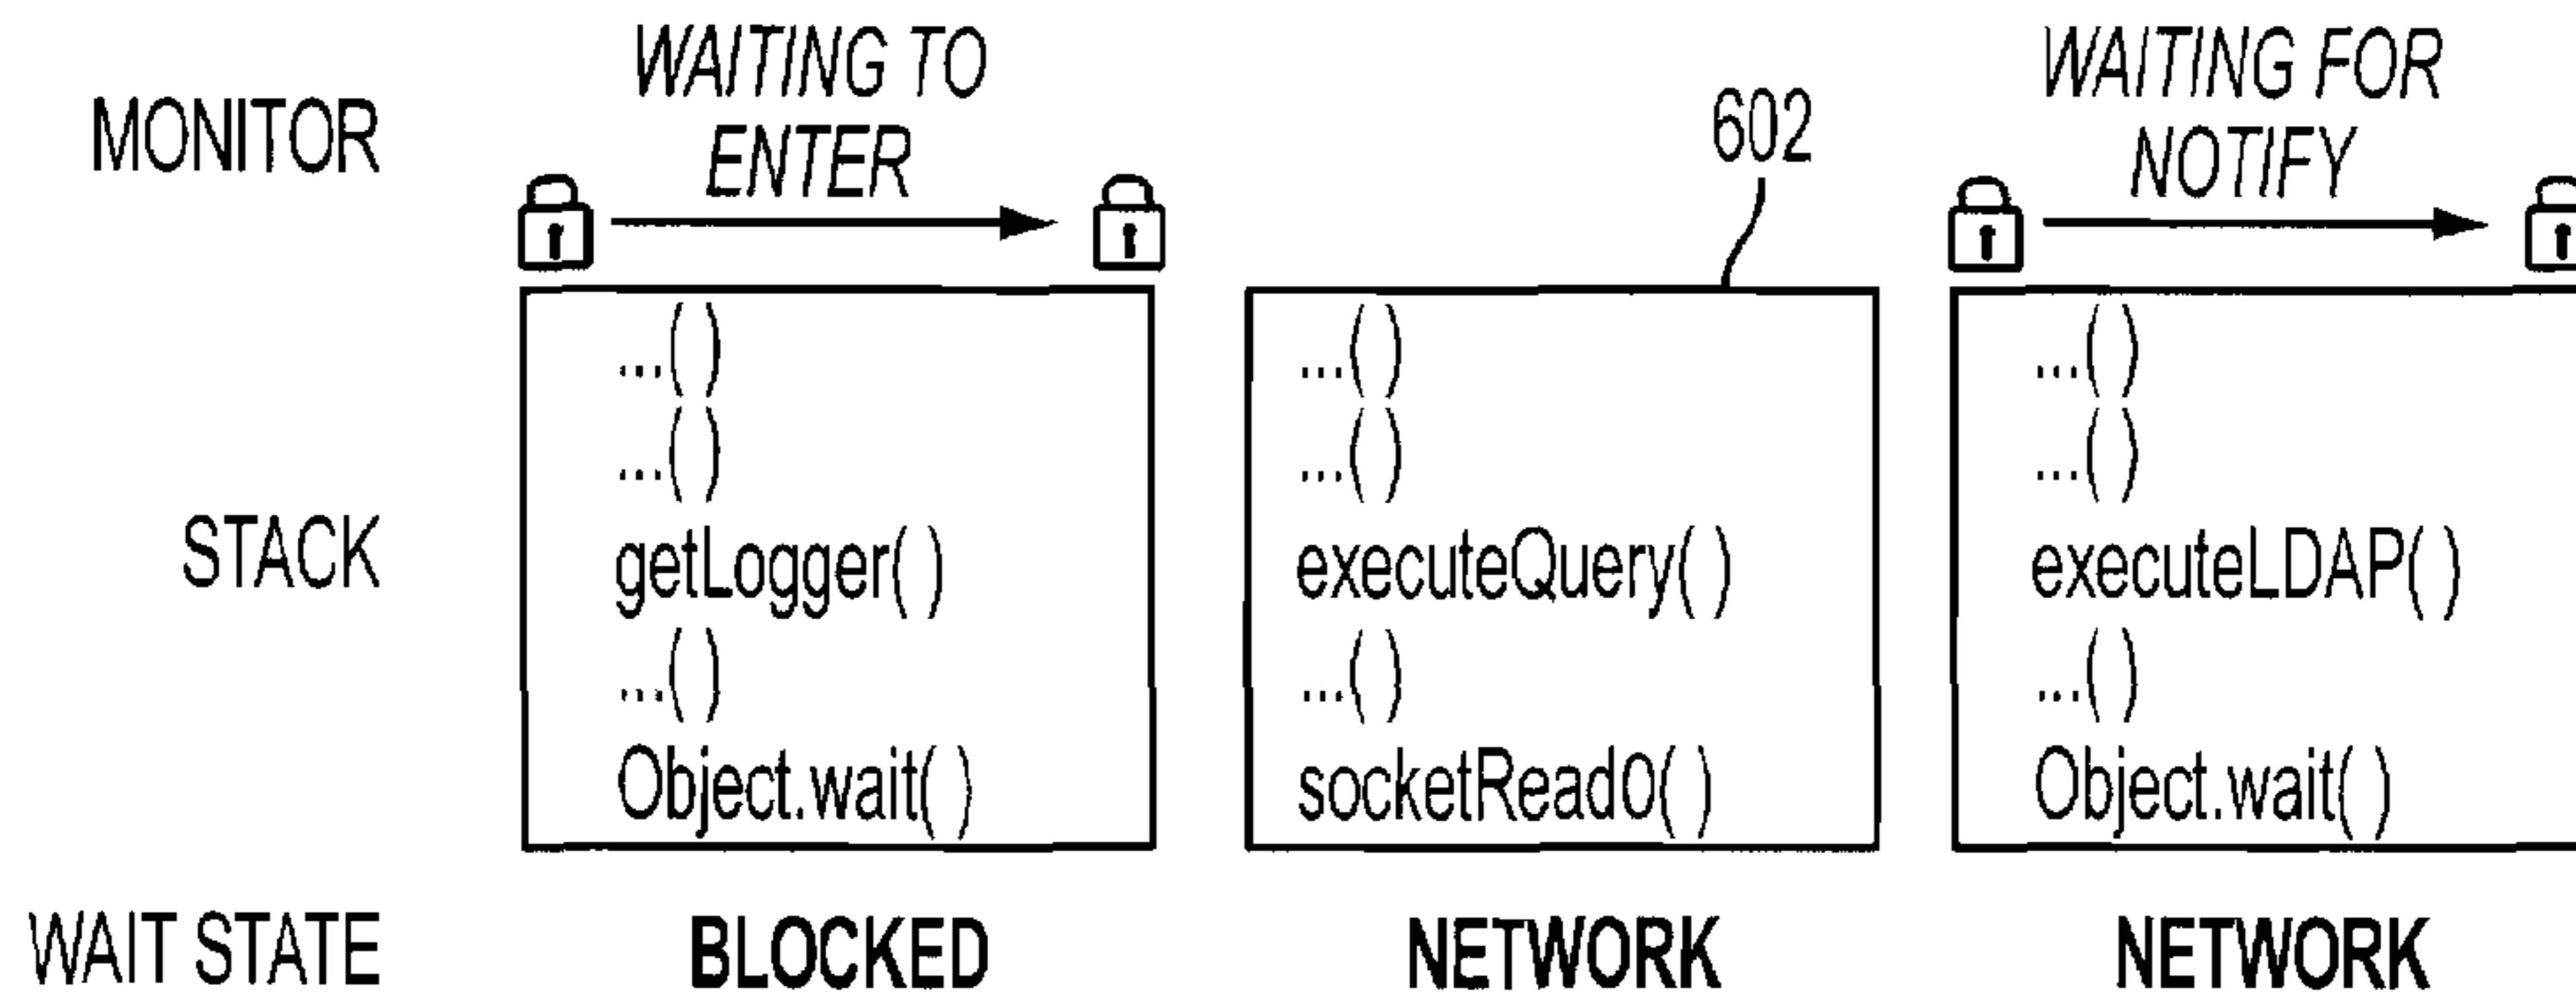 MONITOR
WAITING TO
ENTER
602
WAITING FOR
NOTIFY
STACK
...( )
...( )
getLogger( )
...( )
Object.wait( )
...( )
...( )
executeQuery( )
...( )
socketRead0( )
...( )
...( )
executeLDAP( )
...( )
Object.wait( )
WAIT STATE
BLOCKED
NETWORK
NETWORK